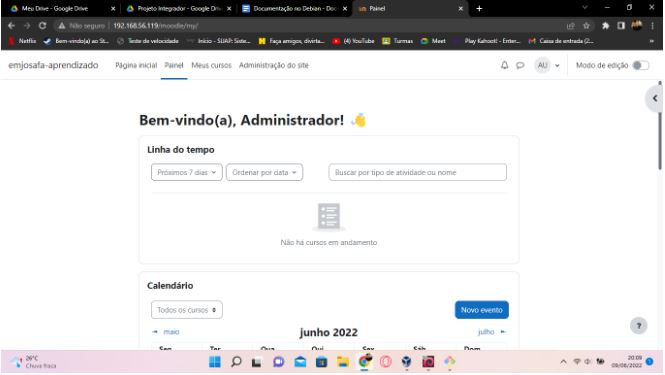 Meu Drive - Google Drive
Projeto Integrador - Google Driv
Documentação no Debian - Doc
Painel
Não seguro
192.168.56.119/moodle/my/
Netflix
Bem-vindo(a) ao St...
Teste de velocidade
Início - SUAP: Siste...
Faça amigos, divirta...
(4) YouTube
Turmas
Meet
Play Kahoot! - Enter...
Caixa de entrada (2...
emjosafa-aprendizado
Página inicial
Painel
Meus cursos
Administração do site
AU
Modo de edição
Bem-vindo(a), Administrador!
Linha do tempo
Próximos 7 dias
Ordenar por data
Buscar por tipo de atividade ou nome
Não há cursos em andamento
Calendário
Todos os cursos
Novo evento
maio
junho 2022
julho
Seg
Ter
Qua
Qui
Sex
Sáb
Dom
?
26°C
Chuva fraca
20:09
09/06/2022